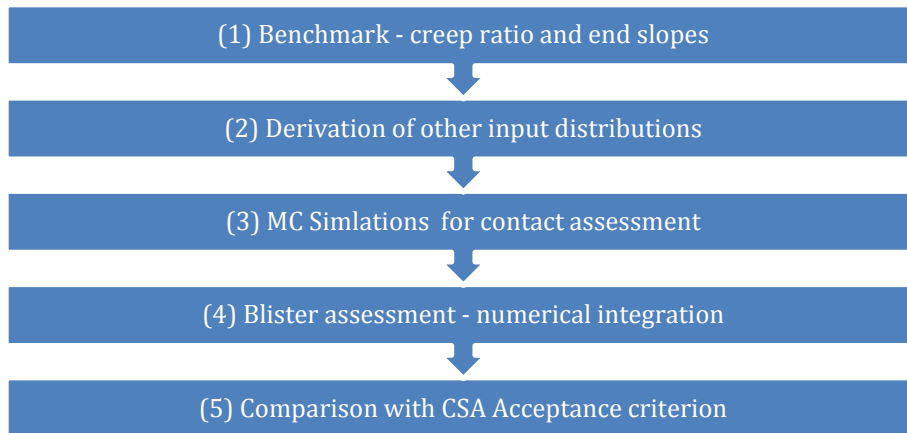 (1) Benchmark - creep ratio and end slopes
(2) Derivation of other input distributions
(3) MC Simlations for contact assessment
(4) Blister assessment - numerical integration
(5) Comparison with CSA Acceptance criterion